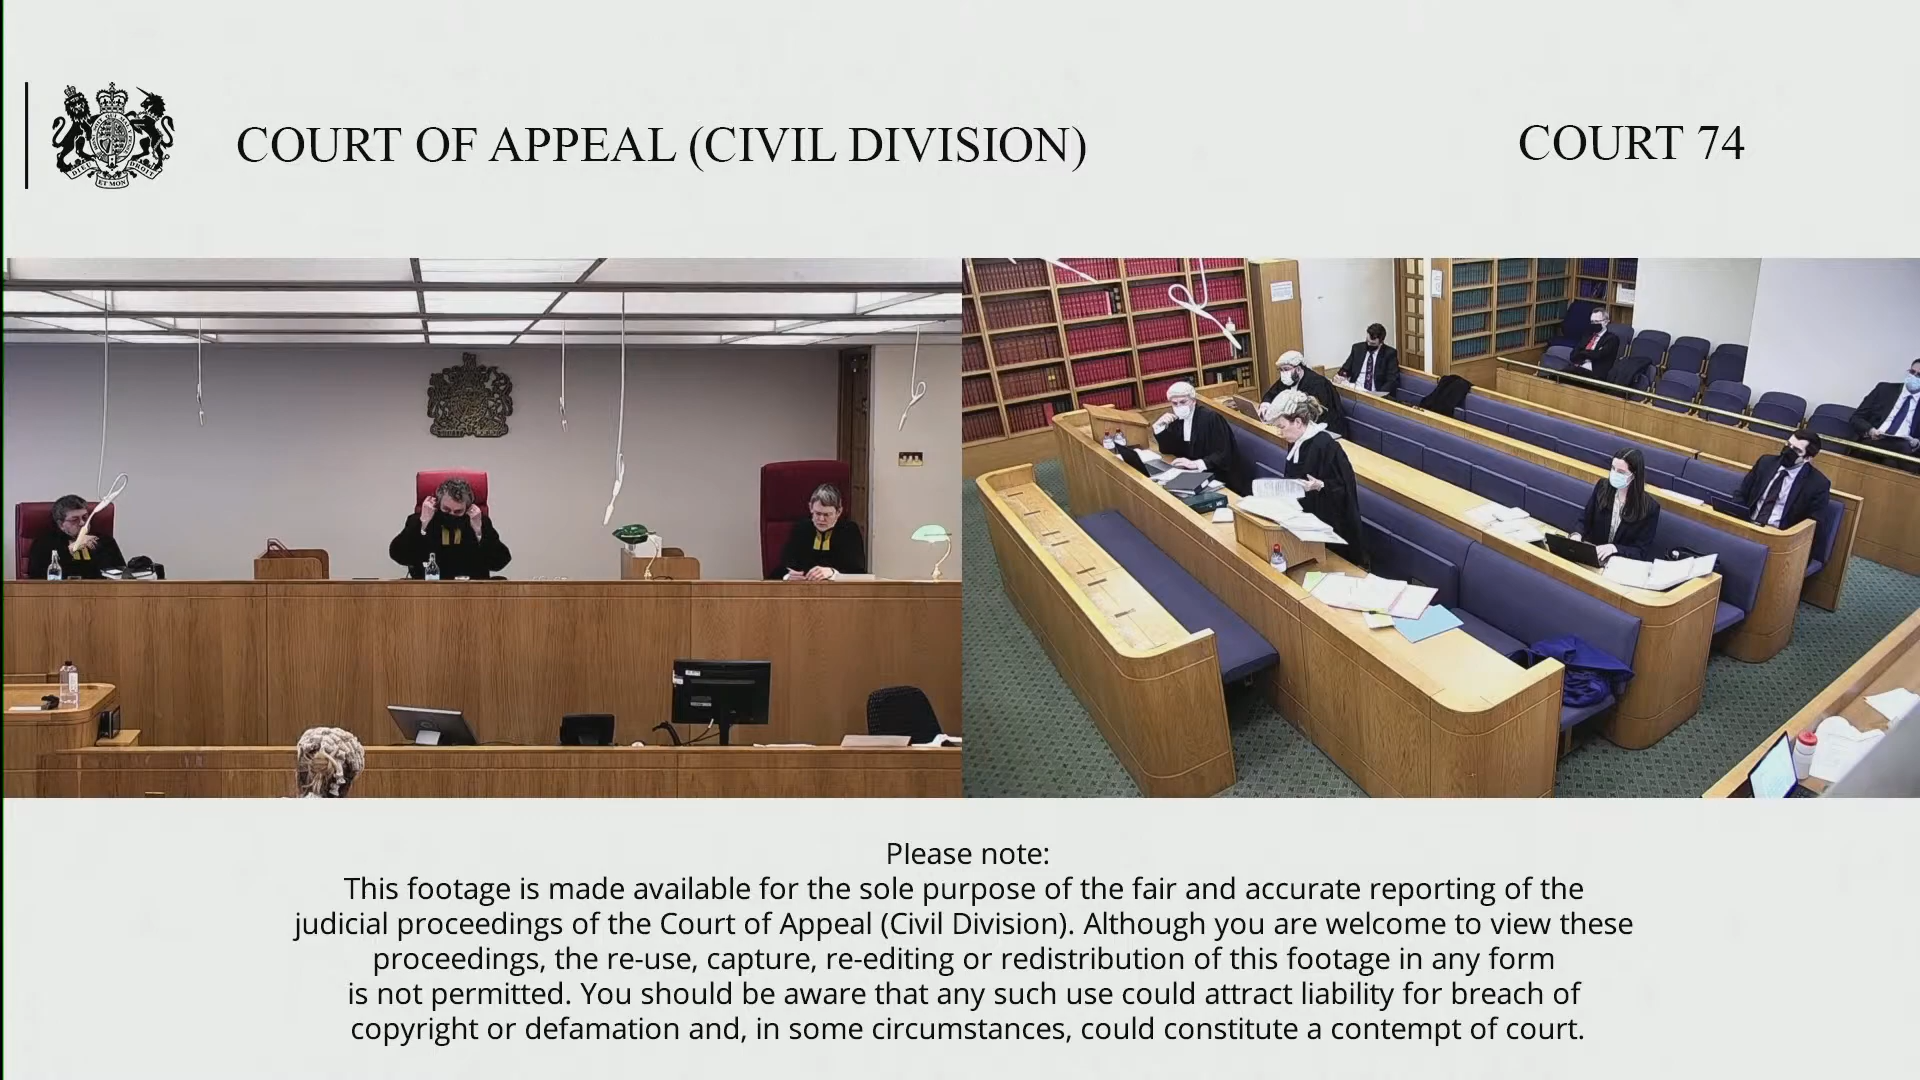 COURT OF APPEAL (CIVIL DIVISION)
COURT 74
DIEU ET MON DROIT
Please note:
This footage is made available for the sole purpose of the fair and accurate reporting of the
judicial proceedings of the Court of Appeal (Civil Division). Although you are welcome to view these
proceedings, the re-use, capture, re-editing or redistribution of this footage in any form
is not permitted. You should be aware that any such use could attract liability for breach of
copyright or defamation and, in some circumstances, could constitute a contempt of court.